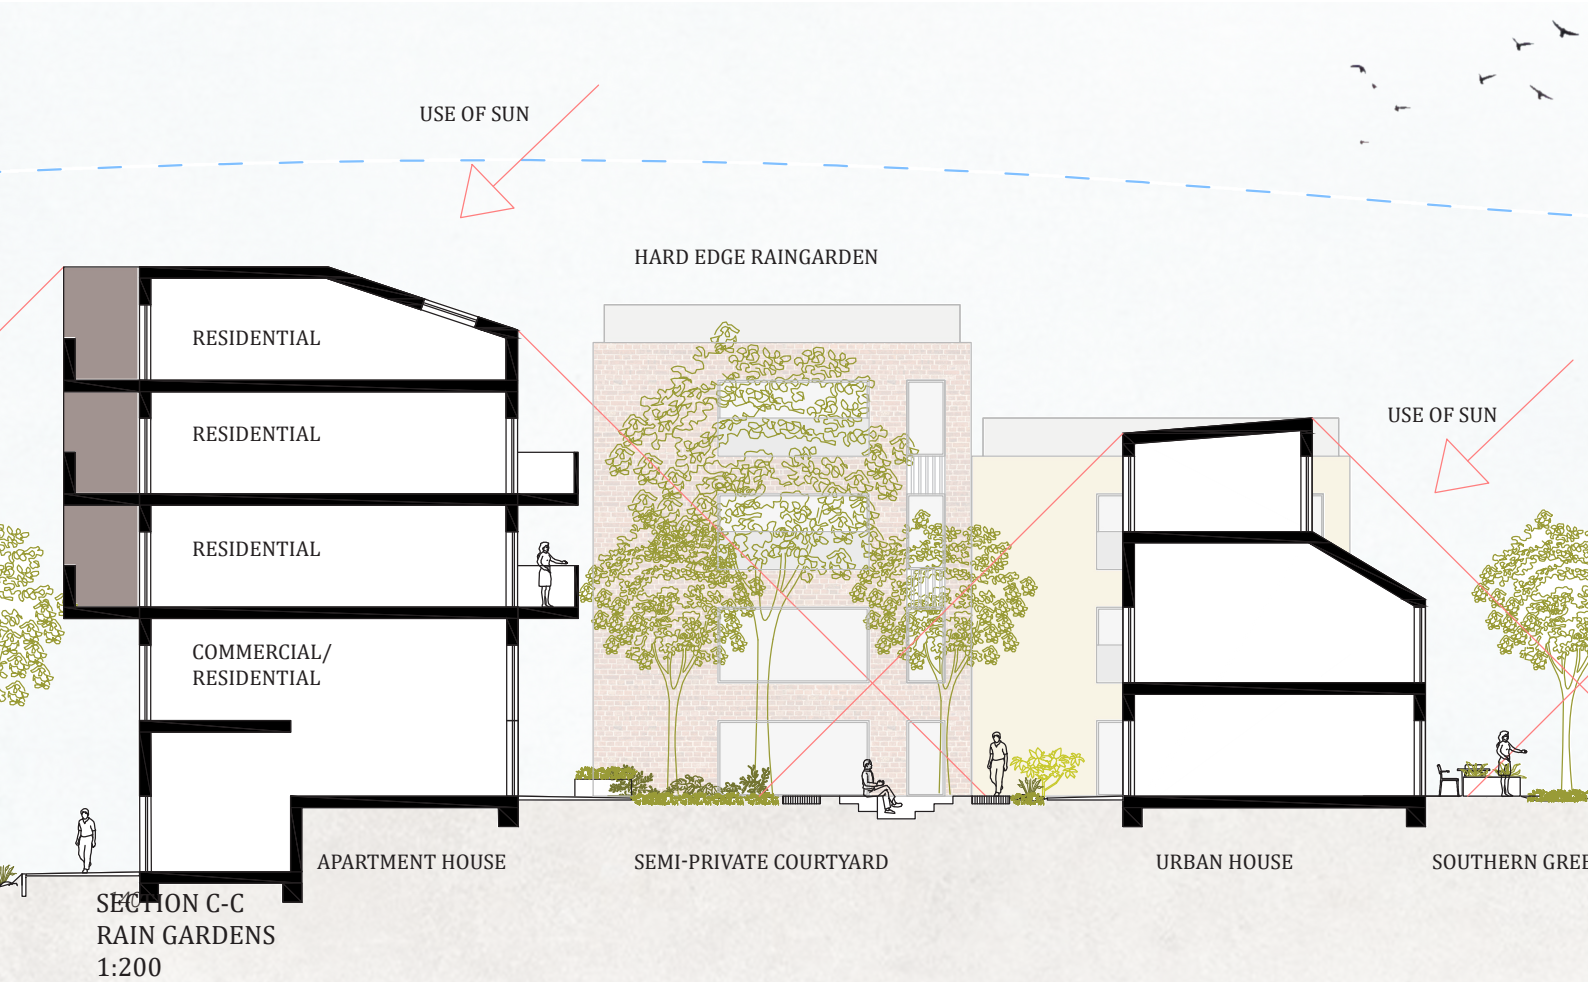 USE OF SUN
HARD EDGE RAINGARDEN
RESIDENTIAL
USE OF SUN
RESIDENTIAL
RESIDENTIAL
COMMERCIAL/
RESIDENTIAL
APARTMENT HOUSE
SEMI-PRIVATE COURTYARD
URBAN HOUSE
SOUTHERN
SECTION C-C
RAIN GARDENS
1:200